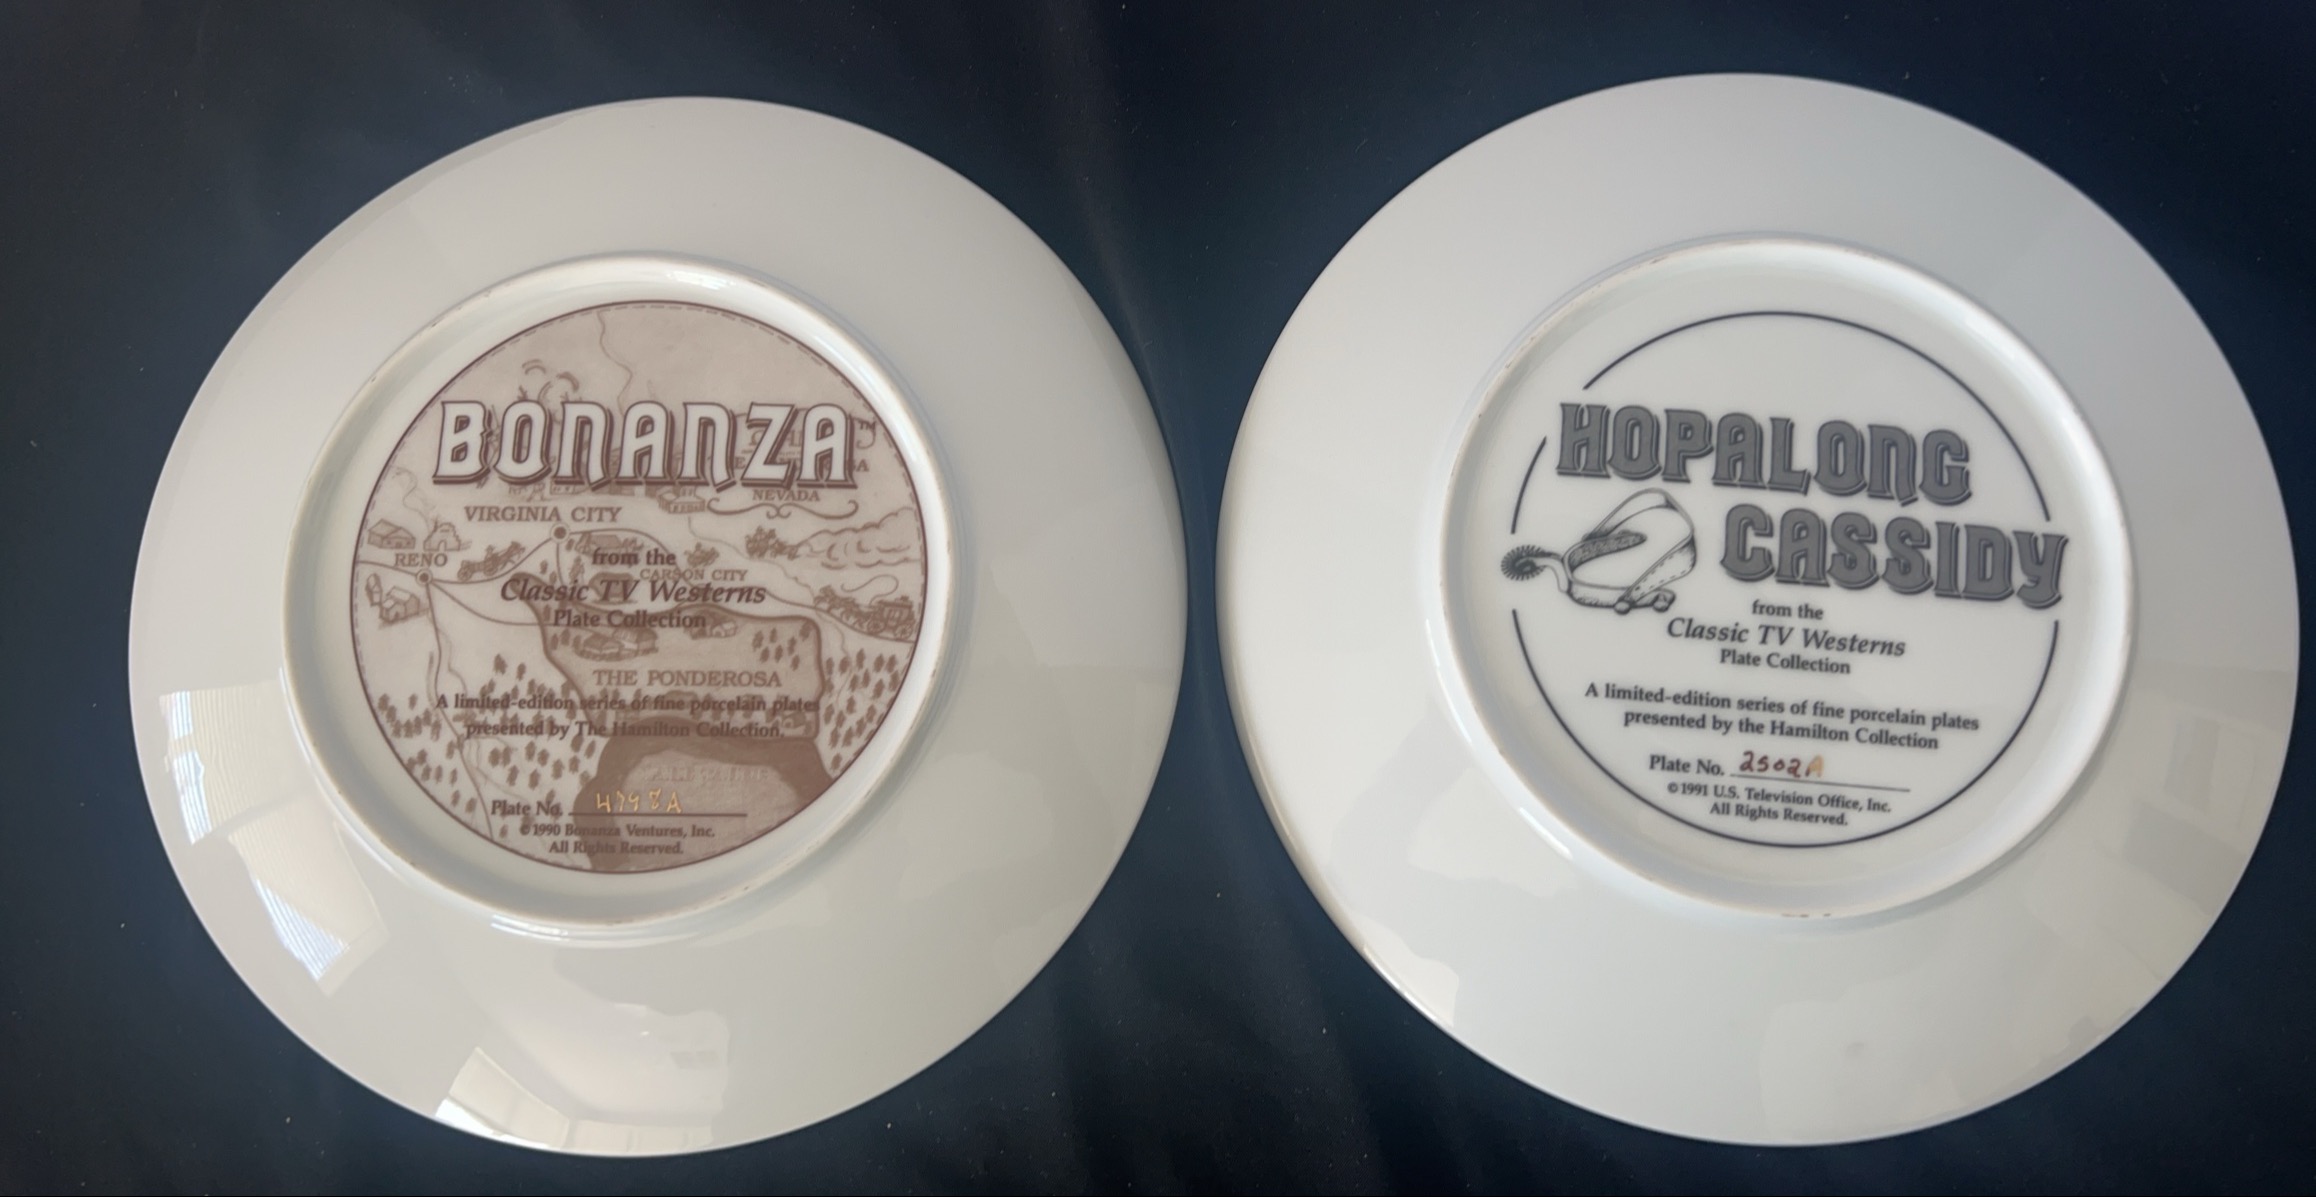 BONANZA™
NEVADA
VIRGINIA CITY
RENO
from the
CARSON CITY
Classic TV Westerns
Plate Collection
THE PONDEROSA
A limited-edition series of fine porcelain plates
presented by The Hamilton Collection.
Plate No. 4798A
©1990 Bonanza Ventures, Inc.
All Rights Reserved.
HOPALONG
CASSIDY
from the
Classic TV Westerns
Plate Collection
A limited-edition series of fine porcelain plates
presented by the Hamilton Collection
Plate No. 2502A
©1991 U.S. Television Office, Inc.
All Rights Reserved.